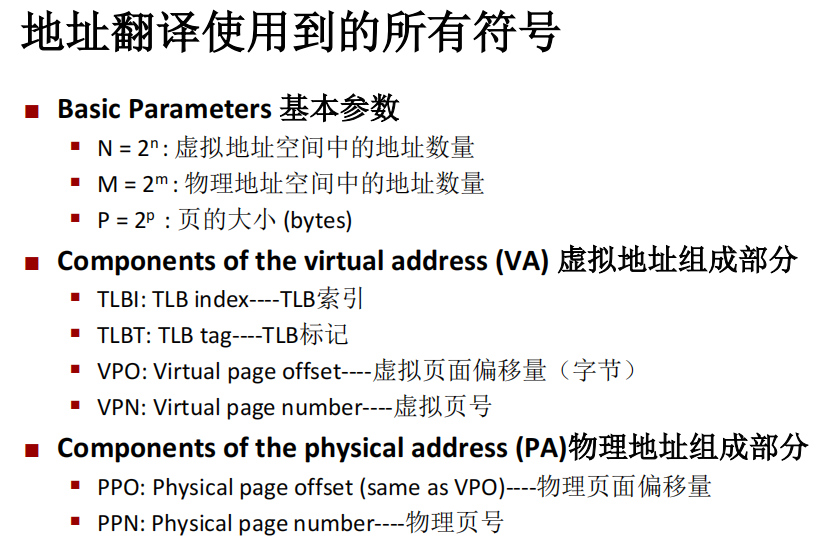 地址翻译使用到的所有符号
Basic Parameters 基本参数
N = 2ⁿ : 虚拟地址空间中的地址数量
M = 2ᵐ : 物理地址空间中的地址数量
P = 2ᵖ : 页的大小 (bytes)
Components of the virtual address (VA) 虚拟地址组成部分
TLBI: TLB index----TLB索引
TLBT: TLB tag----TLB标记
VPO: Virtual page offset----虚拟页面偏移量（字节）
VPN: Virtual page number----虚拟页号
Components of the physical address (PA)物理地址组成部分
PPO: Physical page offset (same as VPO)----物理页面偏移量
PPN: Physical page number----物理页号